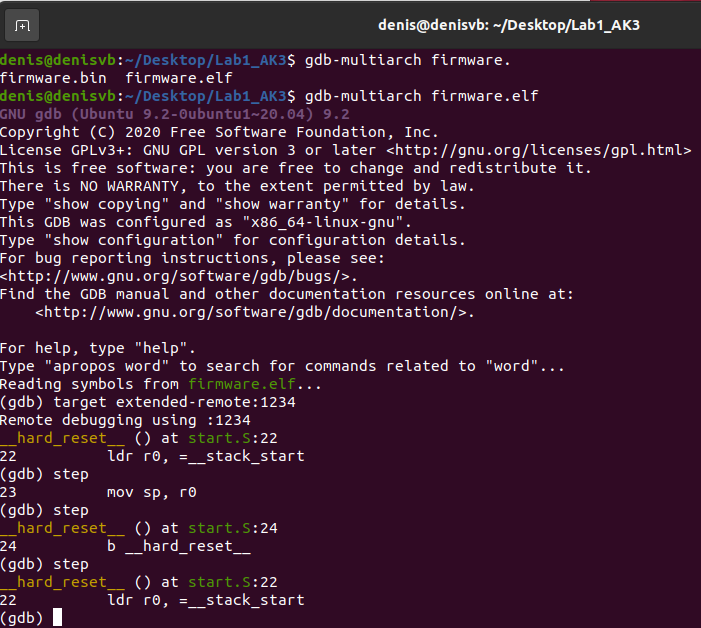 denis@denisvb: ~/Desktop/Lab1_AK3
denis@denisvb:~/Desktop/Lab1_AK3$ gdb-multiarch firmware.
firmware.bin  firmware.elf
denis@denisvb:~/Desktop/Lab1_AK3$ gdb-multiarch firmware.elf
GNU gdb (Ubuntu 9.2-0ubuntu1~20.04) 9.2
Copyright (C) 2020 Free Software Foundation, Inc.
License GPLv3+: GNU GPL version 3 or later <http://gnu.org/licenses/gpl.html>
This is free software: you are free to change and redistribute it.
There is NO WARRANTY, to the extent permitted by law.
Type "show copying" and "show warranty" for details.
This GDB was configured as "x86_64-linux-gnu".
Type "show configuration" for configuration details.
For bug reporting instructions, please see:
<http://www.gnu.org/software/gdb/bugs/>.
Find the GDB manual and other documentation resources online at:
    <http://www.gnu.org/software/gdb/documentation/>.

For help, type "help".
Type "apropos word" to search for commands related to "word"...
Reading symbols from firmware.elf...
(gdb) target extended-remote:1234
Remote debugging using :1234
__hard_reset__ () at start.S:22
22          ldr r0, =__stack_start
(gdb) step
23          mov sp, r0
(gdb) step
__hard_reset__ () at start.S:24
24          b __hard_reset__
(gdb) step
__hard_reset__ () at start.S:22
22          ldr r0, =__stack_start
(gdb)